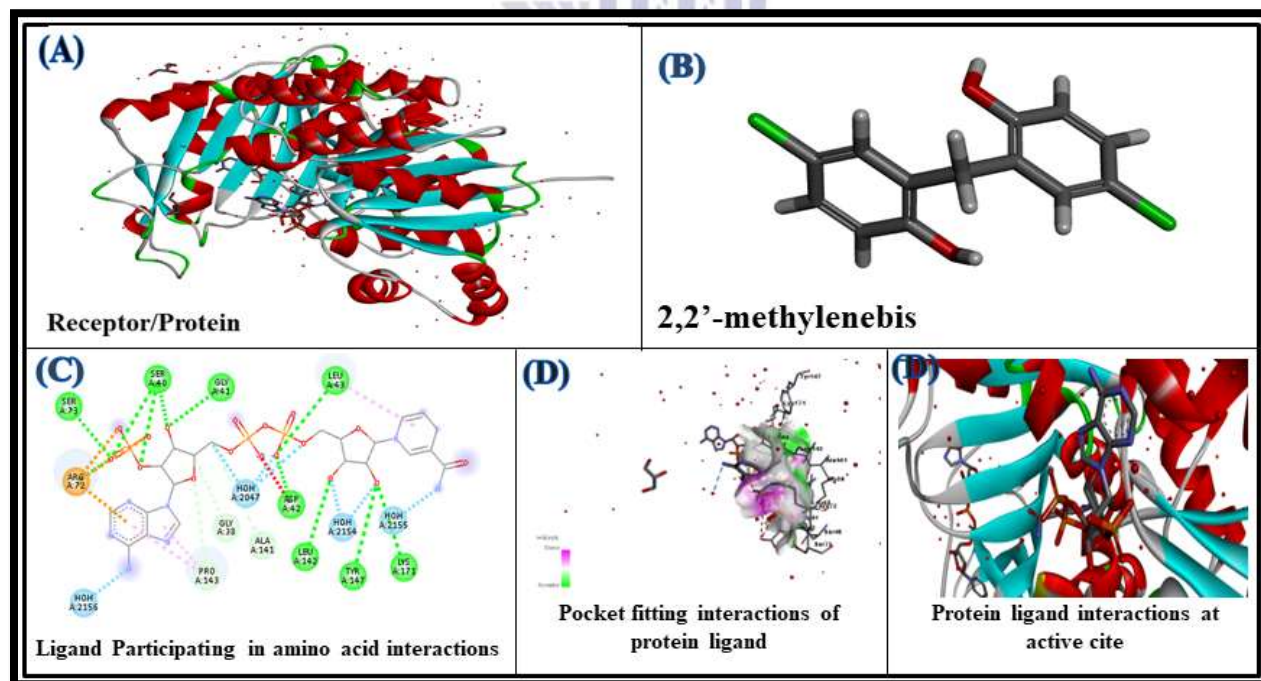 (A)
Receptor/Protein
(B)
2,2’-methylenebis
(C)
SER
A:40
GLY
A:41
LEU
A:43
SER
A:73
ARG
A:72
HOH
A:2047
ASP
A:42
HOH
A:2154
HOH
A:2155
GLY
A:38
ALA
A:141
LEU
A:142
TYR
A:147
LYS
A:171
PRO
A:143
HOH
A:2156
Ligand Participating in amino acid interactions
(D)
Pocket fitting interactions of
protein ligand
(D)
Protein ligand interactions at
active cite